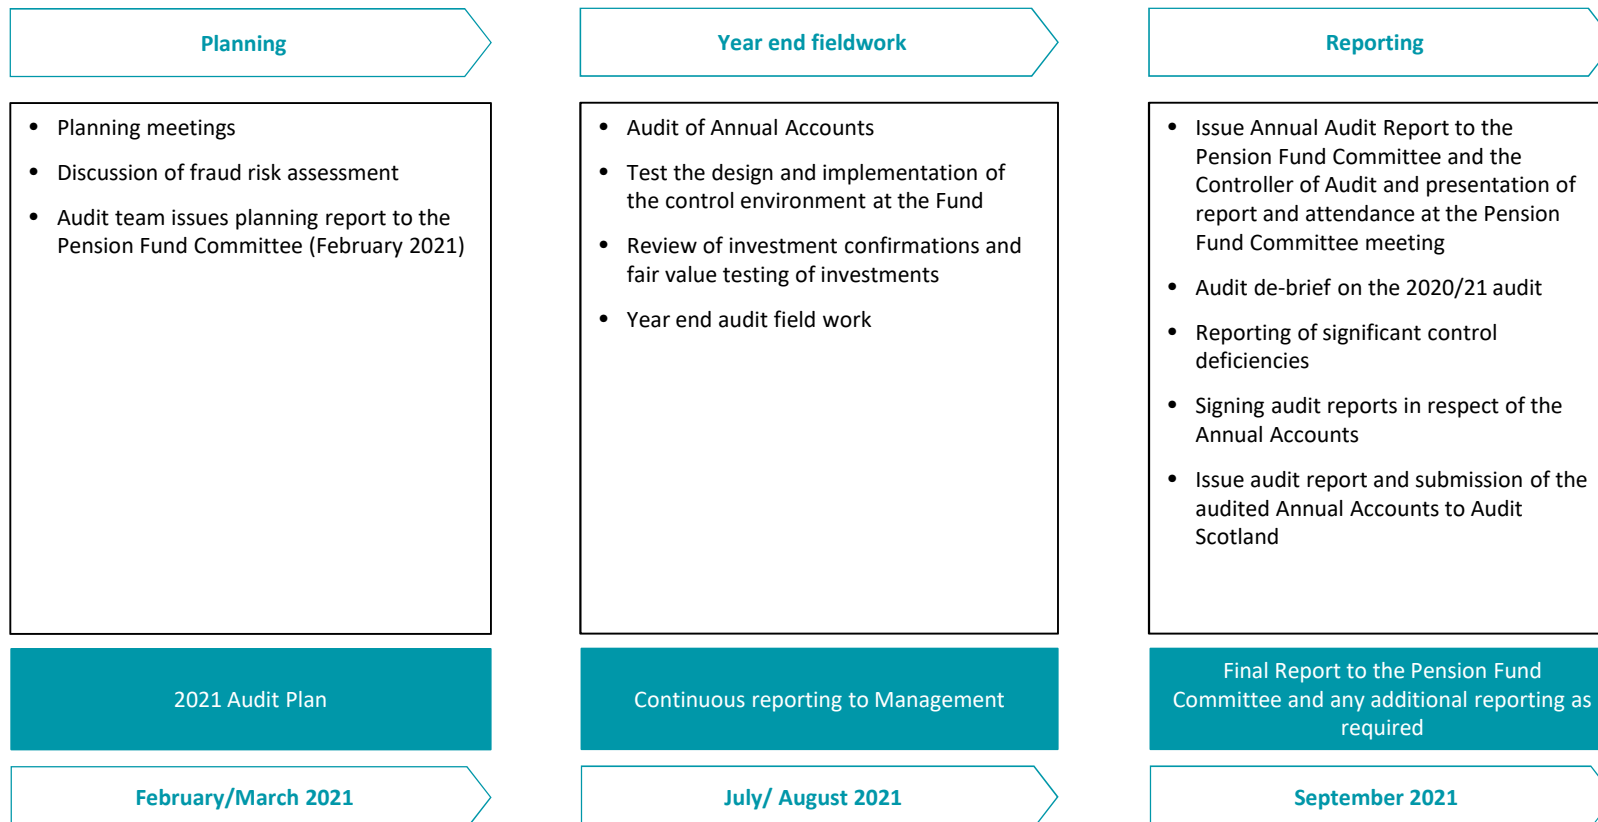 Planning
• Planning meetings
• Discussion of fraud risk assessment
• Audit team issues planning report to the
Pension Fund Committee (February 2021)
2021 Audit Plan
February/March 2021
Year end fieldwork
• Audit of Annual Accounts
• Test the design and implementation of
the control environment at the Fund
• Review of investment confirmations and
fair value testing of investments
• Year end audit field work
Continuous reporting to Management
July/ August 2021
Reporting
• Issue Annual Audit Report to the
Pension Fund Committee and the
Controller of Audit and presentation of
report and attendance at the Pension
Fund Committee meeting
• Audit de-brief on the 2020/21 audit
• Reporting of significant control
deficiencies
• Signing audit reports in respect of the
Annual Accounts
• Issue audit report and submission of the
audited Annual Accounts to Audit
Scotland
Final Report to the Pension Fund
Committee and any additional reporting as
required
September 2021